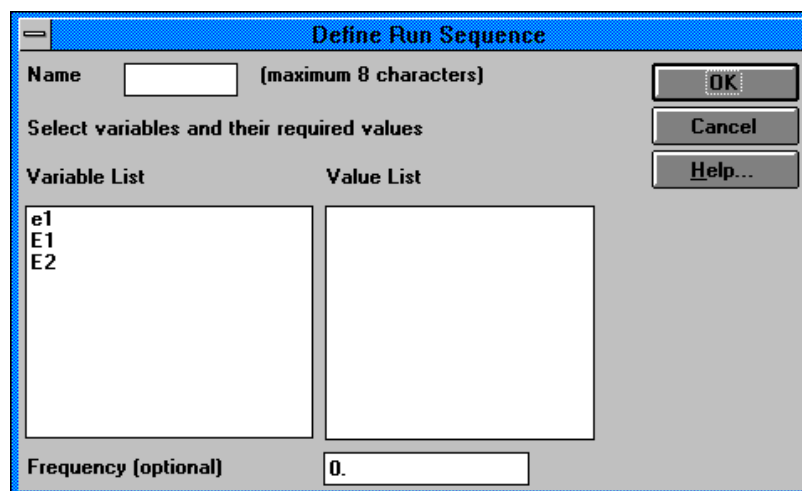 Define Run Sequence
Name (maximum 8 characters)
OK
Select variables and their required values
Cancel
Help...
Variable List Value List
e1
E1
E2
Frequency (optional) 0.